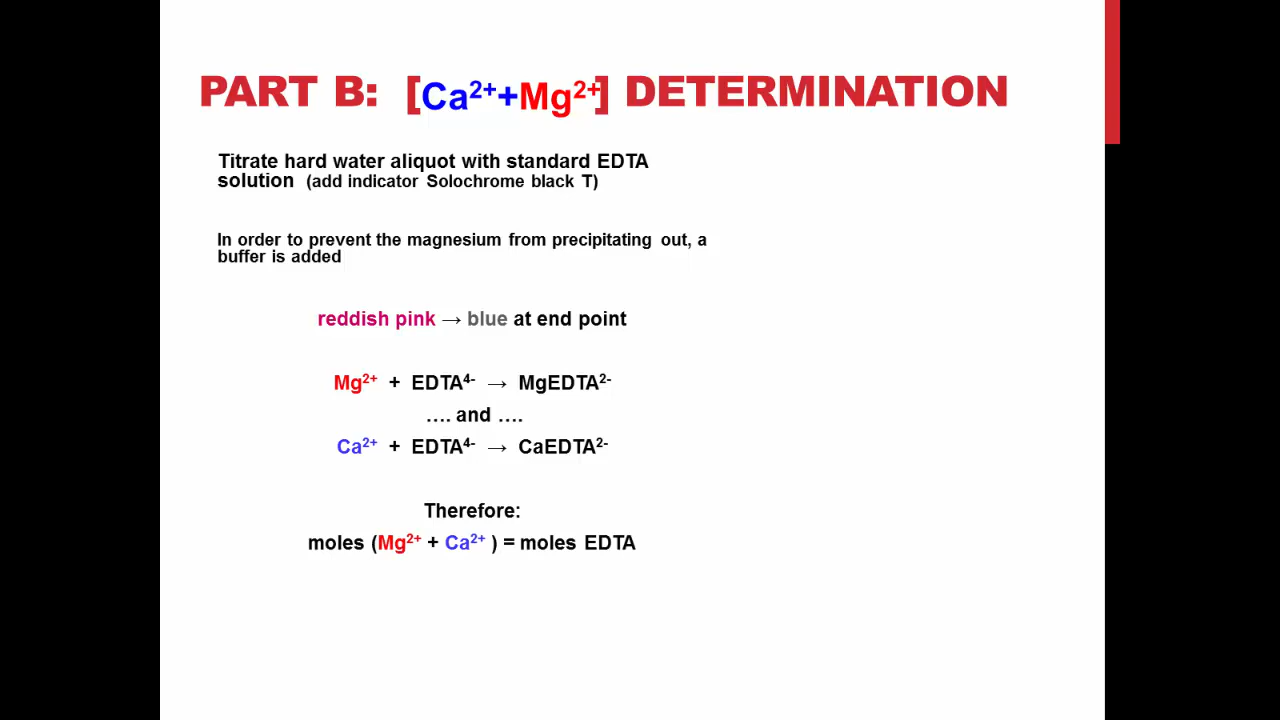 PART B: [Ca²⁺+Mg²⁺] DETERMINATION
Titrate hard water aliquot with standard EDTA
solution (add indicator Solochrome black T)
In order to prevent the magnesium from precipitating out, a
buffer is added
reddish pink → blue at end point
Mg²⁺ + EDTA⁴⁻ → MgEDTA²⁻
.... and ....
Ca²⁺ + EDTA⁴⁻ → CaEDTA²⁻
Therefore:
moles (Mg²⁺ + Ca²⁺ ) = moles EDTA